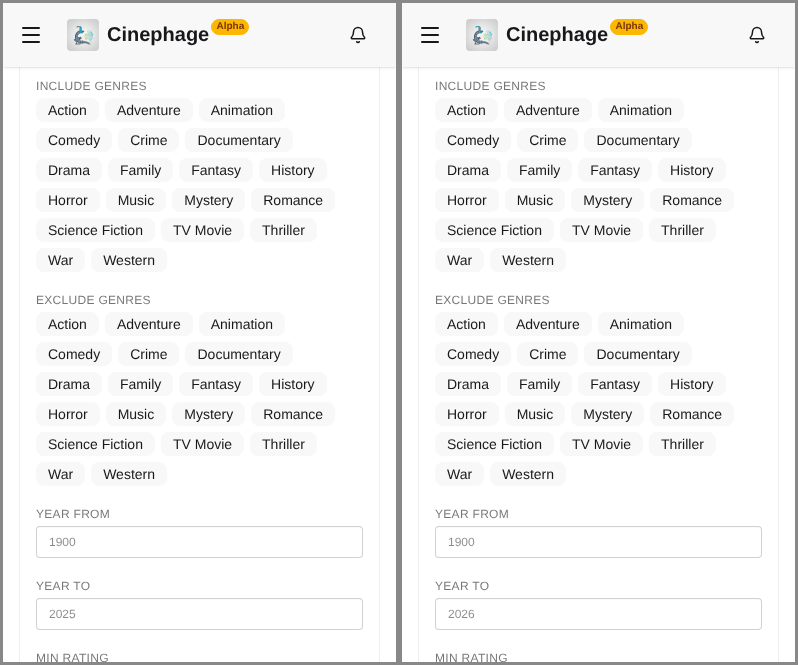 Cinephage Alpha
INCLUDE GENRES
Action Adventure Animation
Comedy Crime Documentary
Drama Family Fantasy History
Horror Music Mystery Romance
Science Fiction TV Movie Thriller
War Western
EXCLUDE GENRES
Action Adventure Animation
Comedy Crime Documentary
Drama Family Fantasy History
Horror Music Mystery Romance
Science Fiction TV Movie Thriller
War Western
YEAR FROM
1900
YEAR TO
2025
MIN RATING
Cinephage Alpha
INCLUDE GENRES
Action Adventure Animation
Comedy Crime Documentary
Drama Family Fantasy History
Horror Music Mystery Romance
Science Fiction TV Movie Thriller
War Western
EXCLUDE GENRES
Action Adventure Animation
Comedy Crime Documentary
Drama Family Fantasy History
Horror Music Mystery Romance
Science Fiction TV Movie Thriller
War Western
YEAR FROM
1900
YEAR TO
2026
MIN RATING